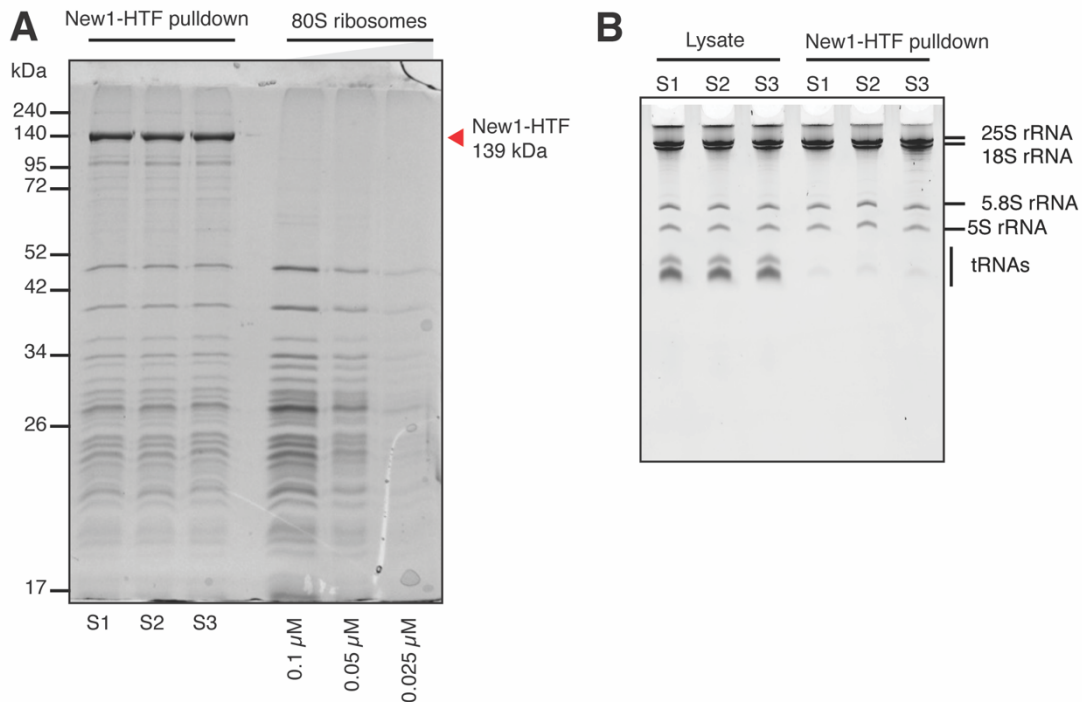 A
New1-HTF pulldown
80S ribosomes
kDa
240
140
95
72
52
42
34
26
17
New1-HTF
139 kDa
S1
S2
S3
0.1 µM
0.05 µM
0.025 µM
B
Lysate
New1-HTF pulldown
S1
S2
S3
S1
S2
S3
25S rRNA
18S rRNA
5.8S rRNA
5S rRNA
tRNAs